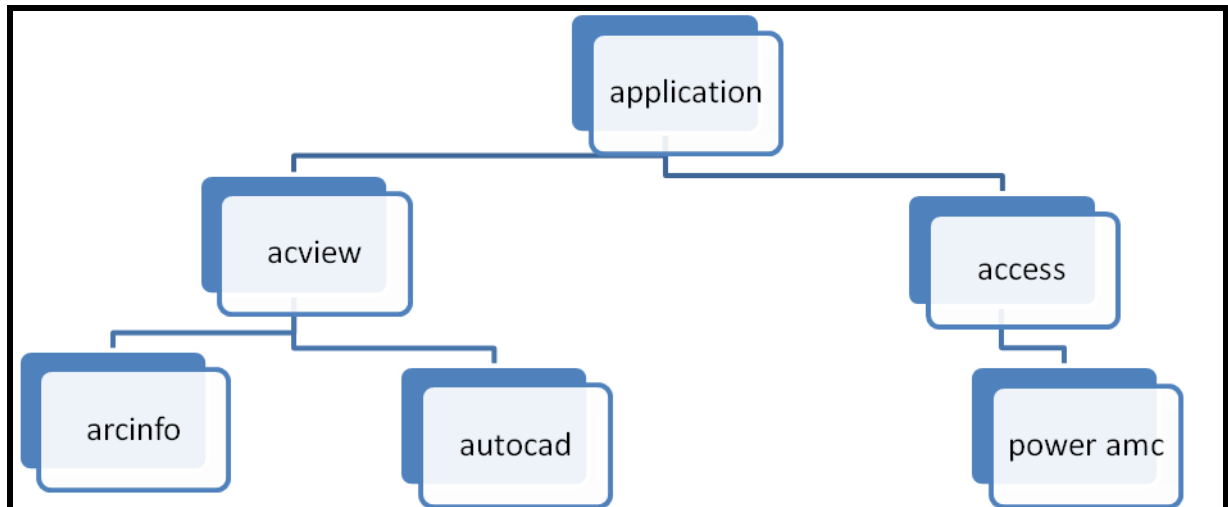 application
acview
access
arcinfo
autocad
power amc